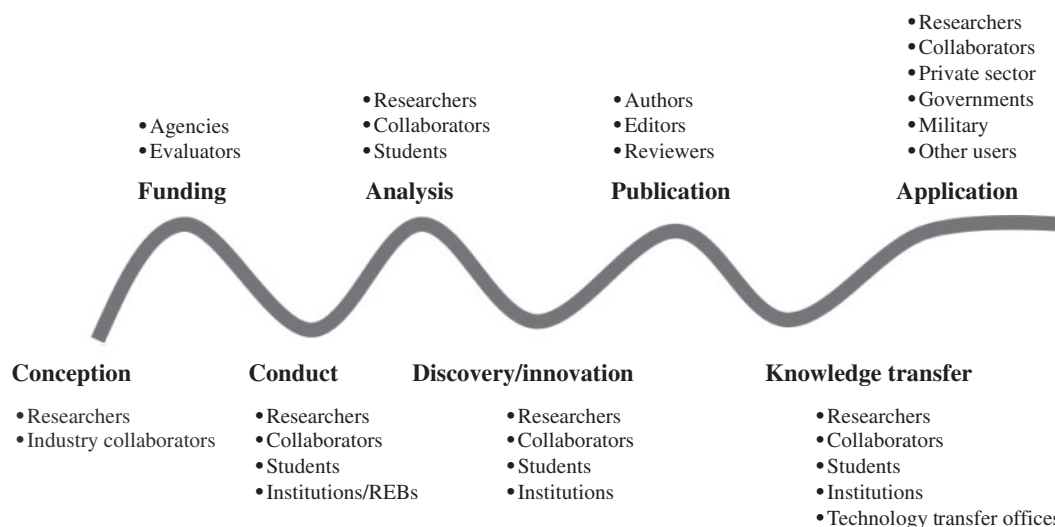 • Agencies
• Evaluators
Funding
• Researchers
• Collaborators
• Students
Analysis
• Authors
• Editors
• Reviewers
Publication
• Researchers
• Collaborators
• Private sector
• Governments
• Military
• Other users
Application
Conception
• Researchers
• Industry collaborators
Conduct
• Researchers
• Collaborators
• Students
• Institutions/REBs
Discovery/innovation
• Researchers
• Collaborators
• Students
• Institutions
Knowledge transfer
• Researchers
• Collaborators
• Students
• Institutions
• Technology transfer offices